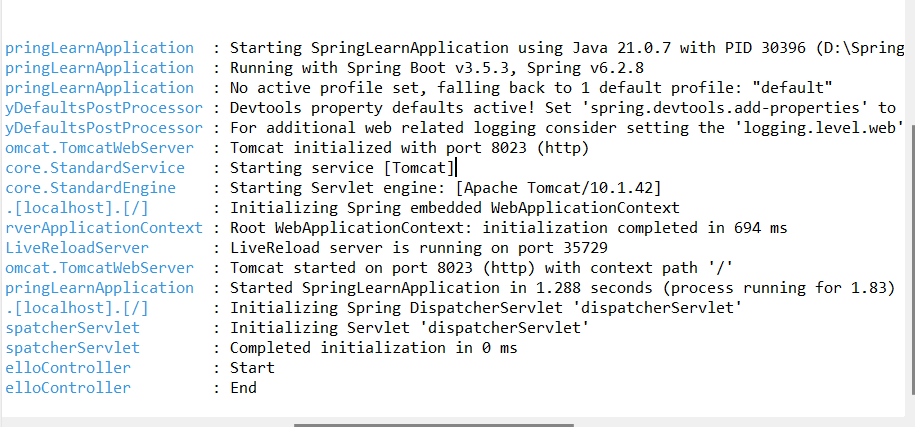 pringLearnApplication : Starting SpringLearnApplication using Java 21.0.7 with PID 30396 (D:\Spring
pringLearnApplication : Running with Spring Boot v3.5.3, Spring v6.2.8
pringLearnApplication : No active profile set, falling back to 1 default profile: "default"
yDefaultsPostProcessor : Devtools property defaults active! Set 'spring.devtools.add-properties' to
yDefaultsPostProcessor : For additional web related logging consider setting the 'logging.level.web'
omcat.TomcatWebServer : Tomcat initialized with port 8023 (http)
core.StandardService : Starting service [Tomcat]
core.StandardEngine : Starting Servlet engine: [Apache Tomcat/10.1.42]
.[localhost].[/] : Initializing Spring embedded WebApplicationContext
rverApplicationContext : Root WebApplicationContext: initialization completed in 694 ms
LiveReloadServer : LiveReload server is running on port 35729
omcat.TomcatWebServer : Tomcat started on port 8023 (http) with context path '/'
pringLearnApplication : Started SpringLearnApplication in 1.288 seconds (process running for 1.83)
.[localhost].[/] : Initializing Spring DispatcherServlet 'dispatcherServlet'
spatcherServlet : Initializing Servlet 'dispatcherServlet'
spatcherServlet : Completed initialization in 0 ms
elloController : Start
elloController : End